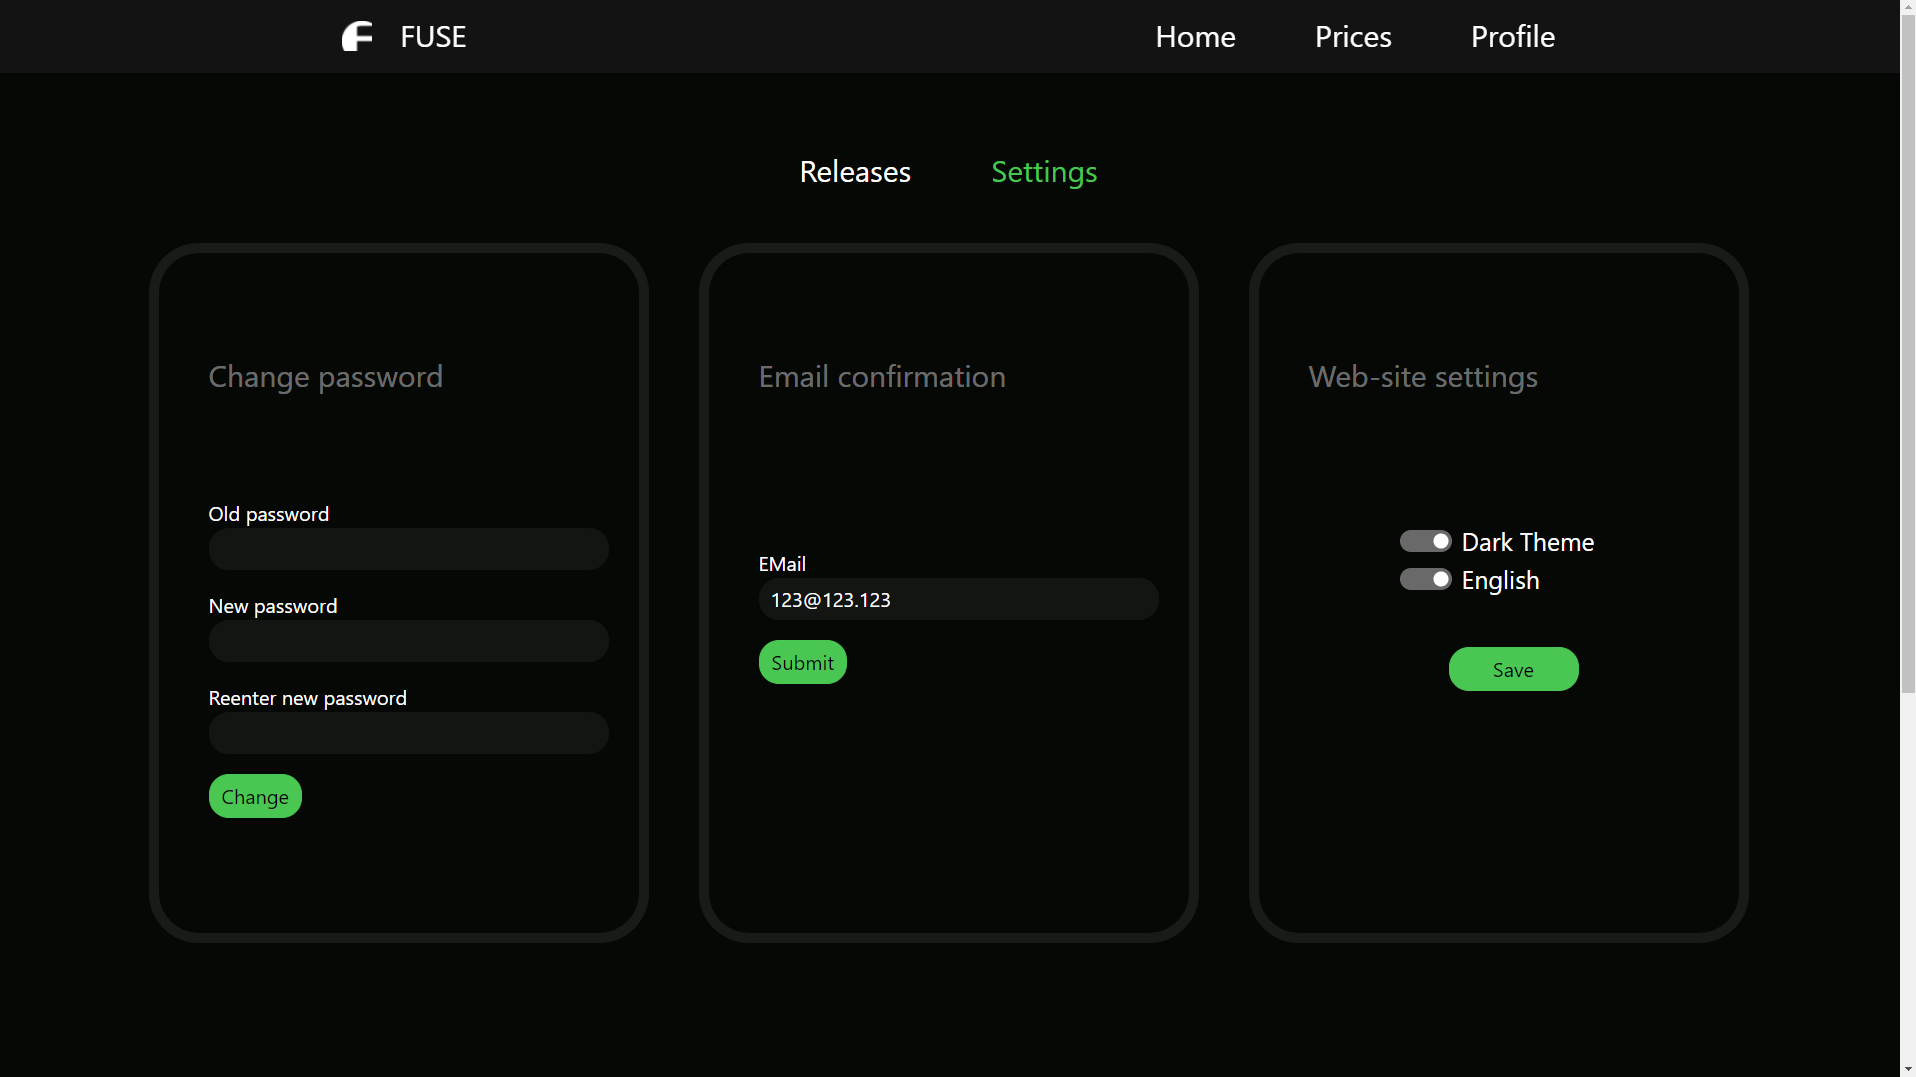 FUSE
Home
Prices
Profile
Releases
Settings
Change password
Old password
New password
Reenter new password
Change
Email confirmation
EMail
123@123.123
Submit
Web-site settings
Dark Theme
English
Save